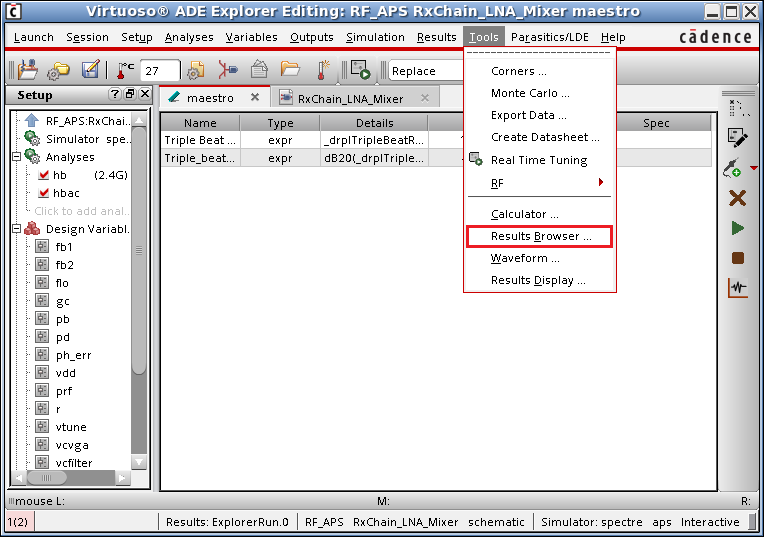 Virtuoso® ADE Explorer Editing: RF_APS RxChain_LNA_Mixer maestro
Launch Session Setup Analyses Variables Outputs Simulation Results Tools Parasitics/LDE Help cādence
27 Replace
Setup
maestro RxChain_LNA_Mixer
RF_APS:RxChai...
Simulator spe...
Analyses
hb (2.4G)
hbac
Click to add anal...
Design Variabl...
fb1
fb2
flo
gc
pb
pd
ph_err
vdd
prf
r
vtune
vcvga
vcfilter
Name Type Details Spec
Triple Beat ... expr _drplTripleBeatR...
Triple_beat... expr dB20(_drplTriple...
Corners ...
Monte Carlo ...
Export Data ...
Create Datasheet ...
Real Time Tuning
RF
Calculator ...
Results Browser ...
Waveform ...
Results Display ...
mouse L: M: R:
1(2) Results: ExplorerRun.0 RF_APS RxChain_LNA_Mixer schematic Simulator: spectre aps Interactive